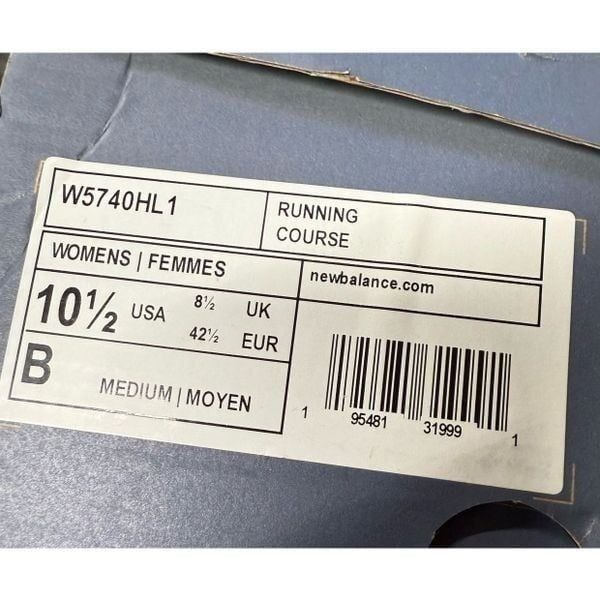 W5740HL1
RUNNING
COURSE
WOMENS | FEMMES
newbalance.com
10½ USA 8½ UK
42½ EUR
B MEDIUM | MOYEN
1 95481 31999 1